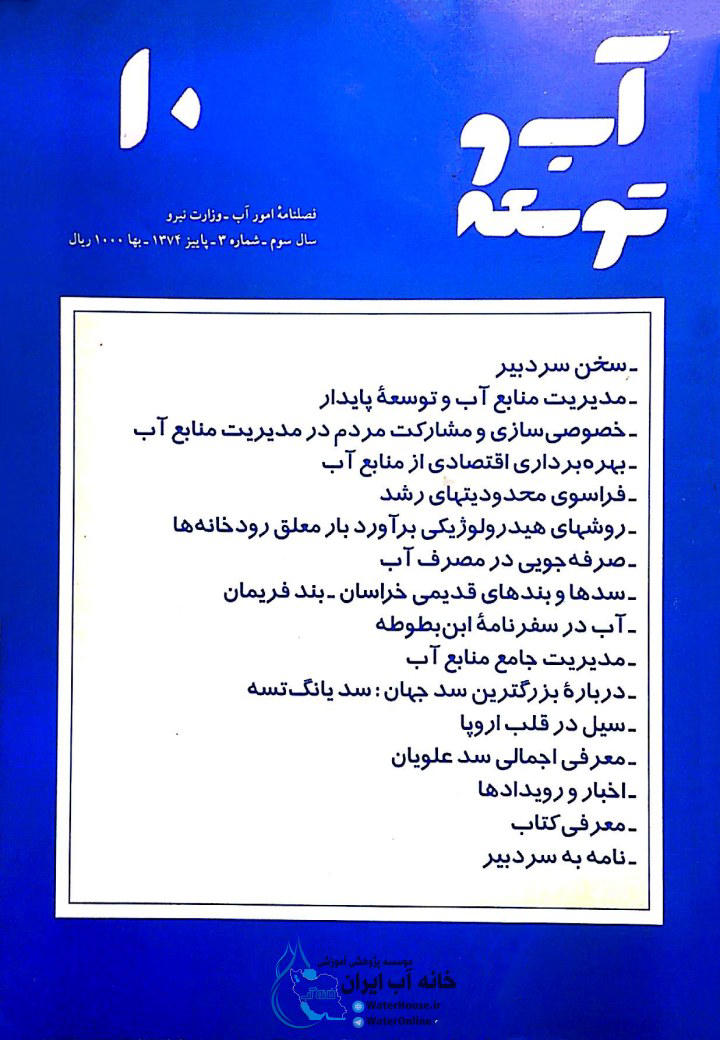 آب و
توسعه
۱۰
فصلنامهٔ امور آب ـ وزارت نیرو
سال سوم ـ شماره ۳ ـ پاییز ۱۳۷۴ ـ بها ۱۰۰۰ ریال
ـ سخن سردبیر
ـ مدیریت منابع آب و توسعهٔ پایدار
ـ خصوصی‌سازی و مشارکت مردم در مدیریت منابع آب
ـ بهره‌برداری اقتصادی از منابع آب
ـ فراسوی محدودیتهای رشد
ـ روشهای هیدرولوژیکی برآورد بار معلق رودخانه‌ها
ـ صرفه‌جویی در مصرف آب
ـ سدها و بندهای قدیمی خراسان ـ بند فریمان
ـ آب در سفرنامهٔ ابن‌بطوطه
ـ مدیریت جامع منابع آب
ـ دربارهٔ بزرگترین سد جهان : سد یانگ‌تسه
ـ سیل در قلب اروپا
ـ معرفی اجمالی سد علویان
ـ اخبار و رویدادها
ـ معرفی کتاب
ـ نامه به سردبیر
موسسه پژوهشی آموزشی
خانه آب ایران
WaterHouse.ir
WaterOnline